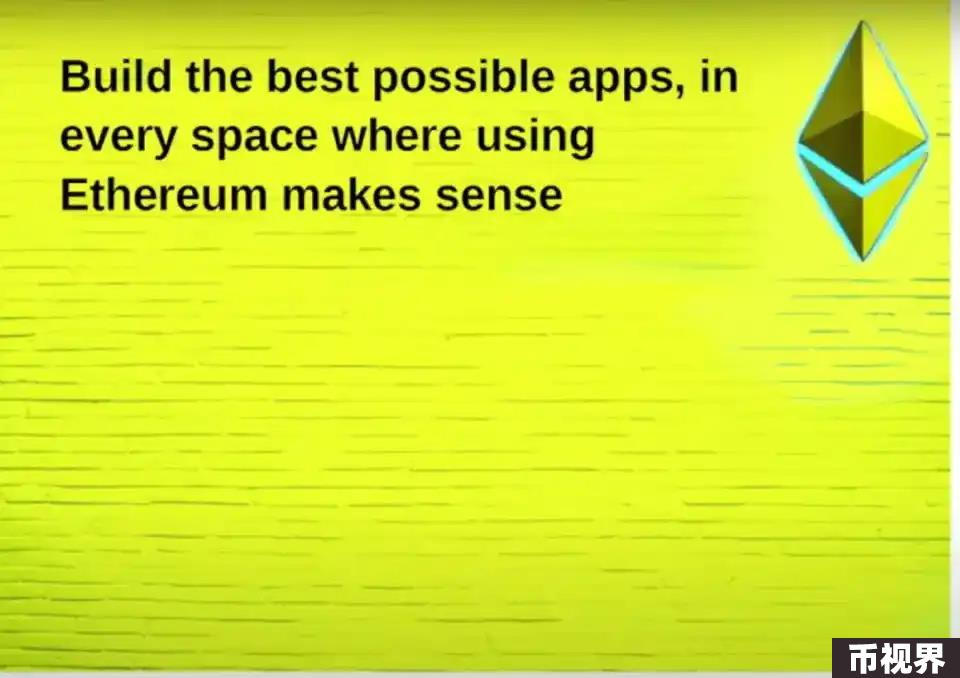 Build the best possible apps, in
every space where using
Ethereum makes sense
币视界